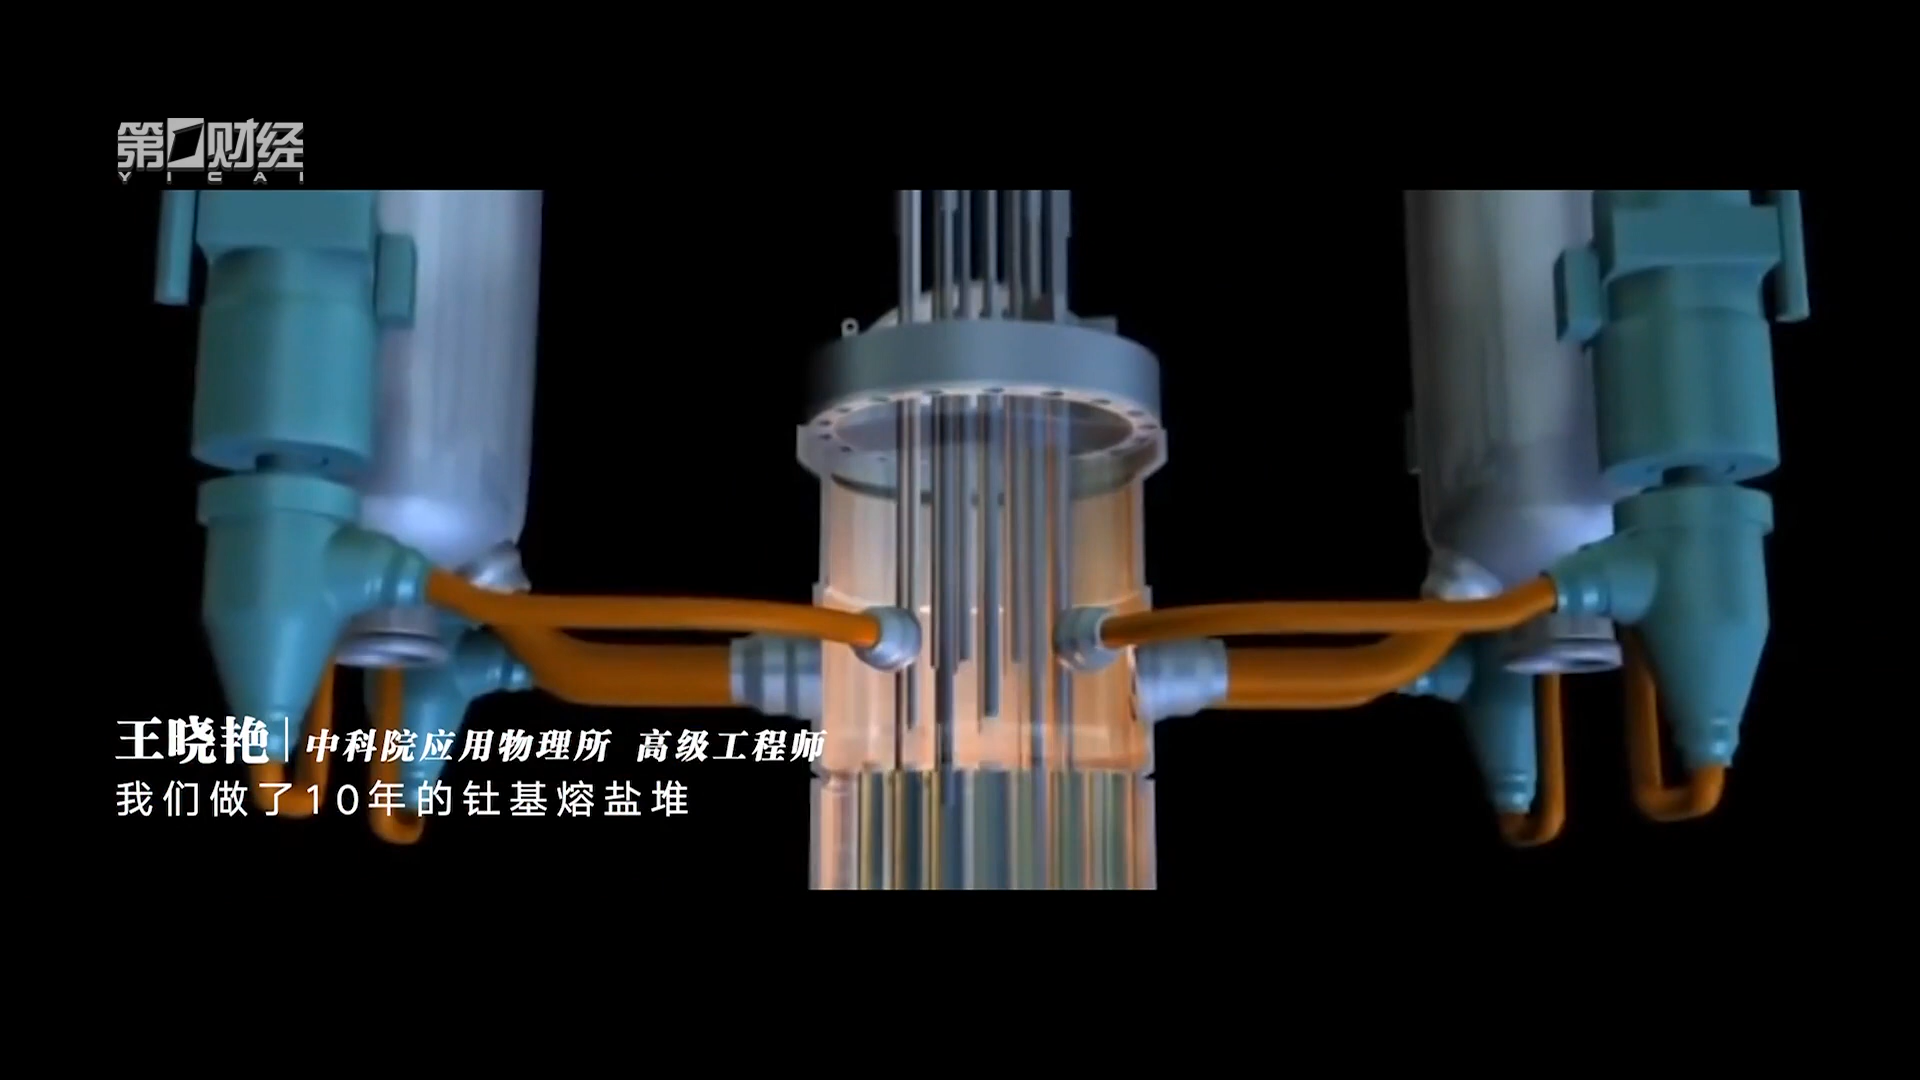 第一财经
YICAI
王晓艳 | 中科院应用物理所 高级工程师
我们做了10年的钍基熔盐堆